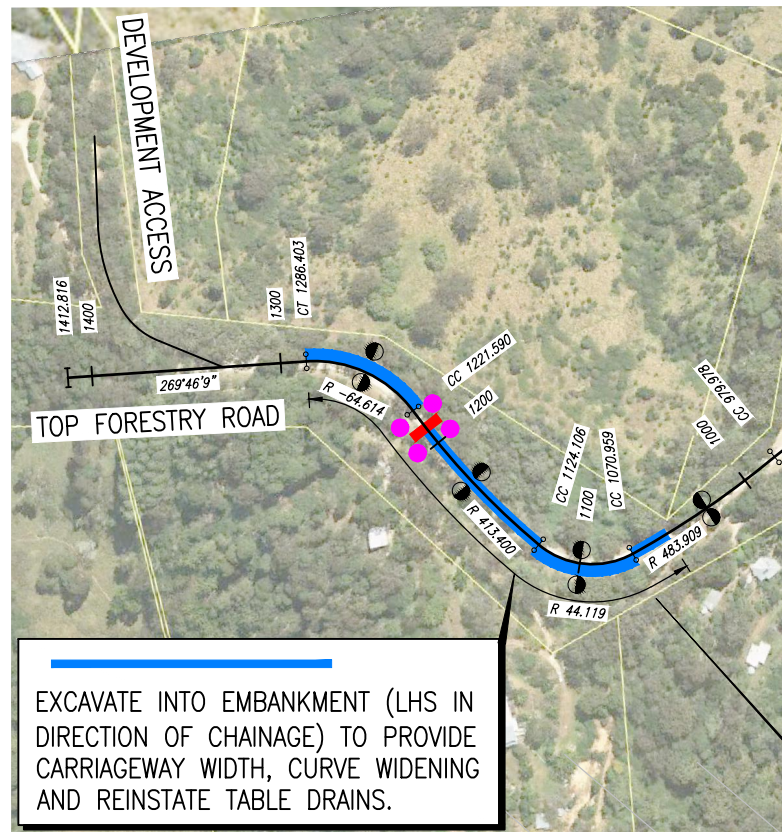 DEVELOPMENT ACCESS
1412.816
1400
1300
CT 1286.403
269°46'9"
TOP FORESTRY ROAD
R -64.614
CC 1221.590
1200
R 413.400
CC 1124.106
1100
CC 1070.959
R 44.119
R 483.909
1000
CC 979.978
EXCAVATE INTO EMBANKMENT (LHS IN
DIRECTION OF CHAINAGE) TO PROVIDE
CARRIAGEWAY WIDTH, CURVE WIDENING
AND REINSTATE TABLE DRAINS.